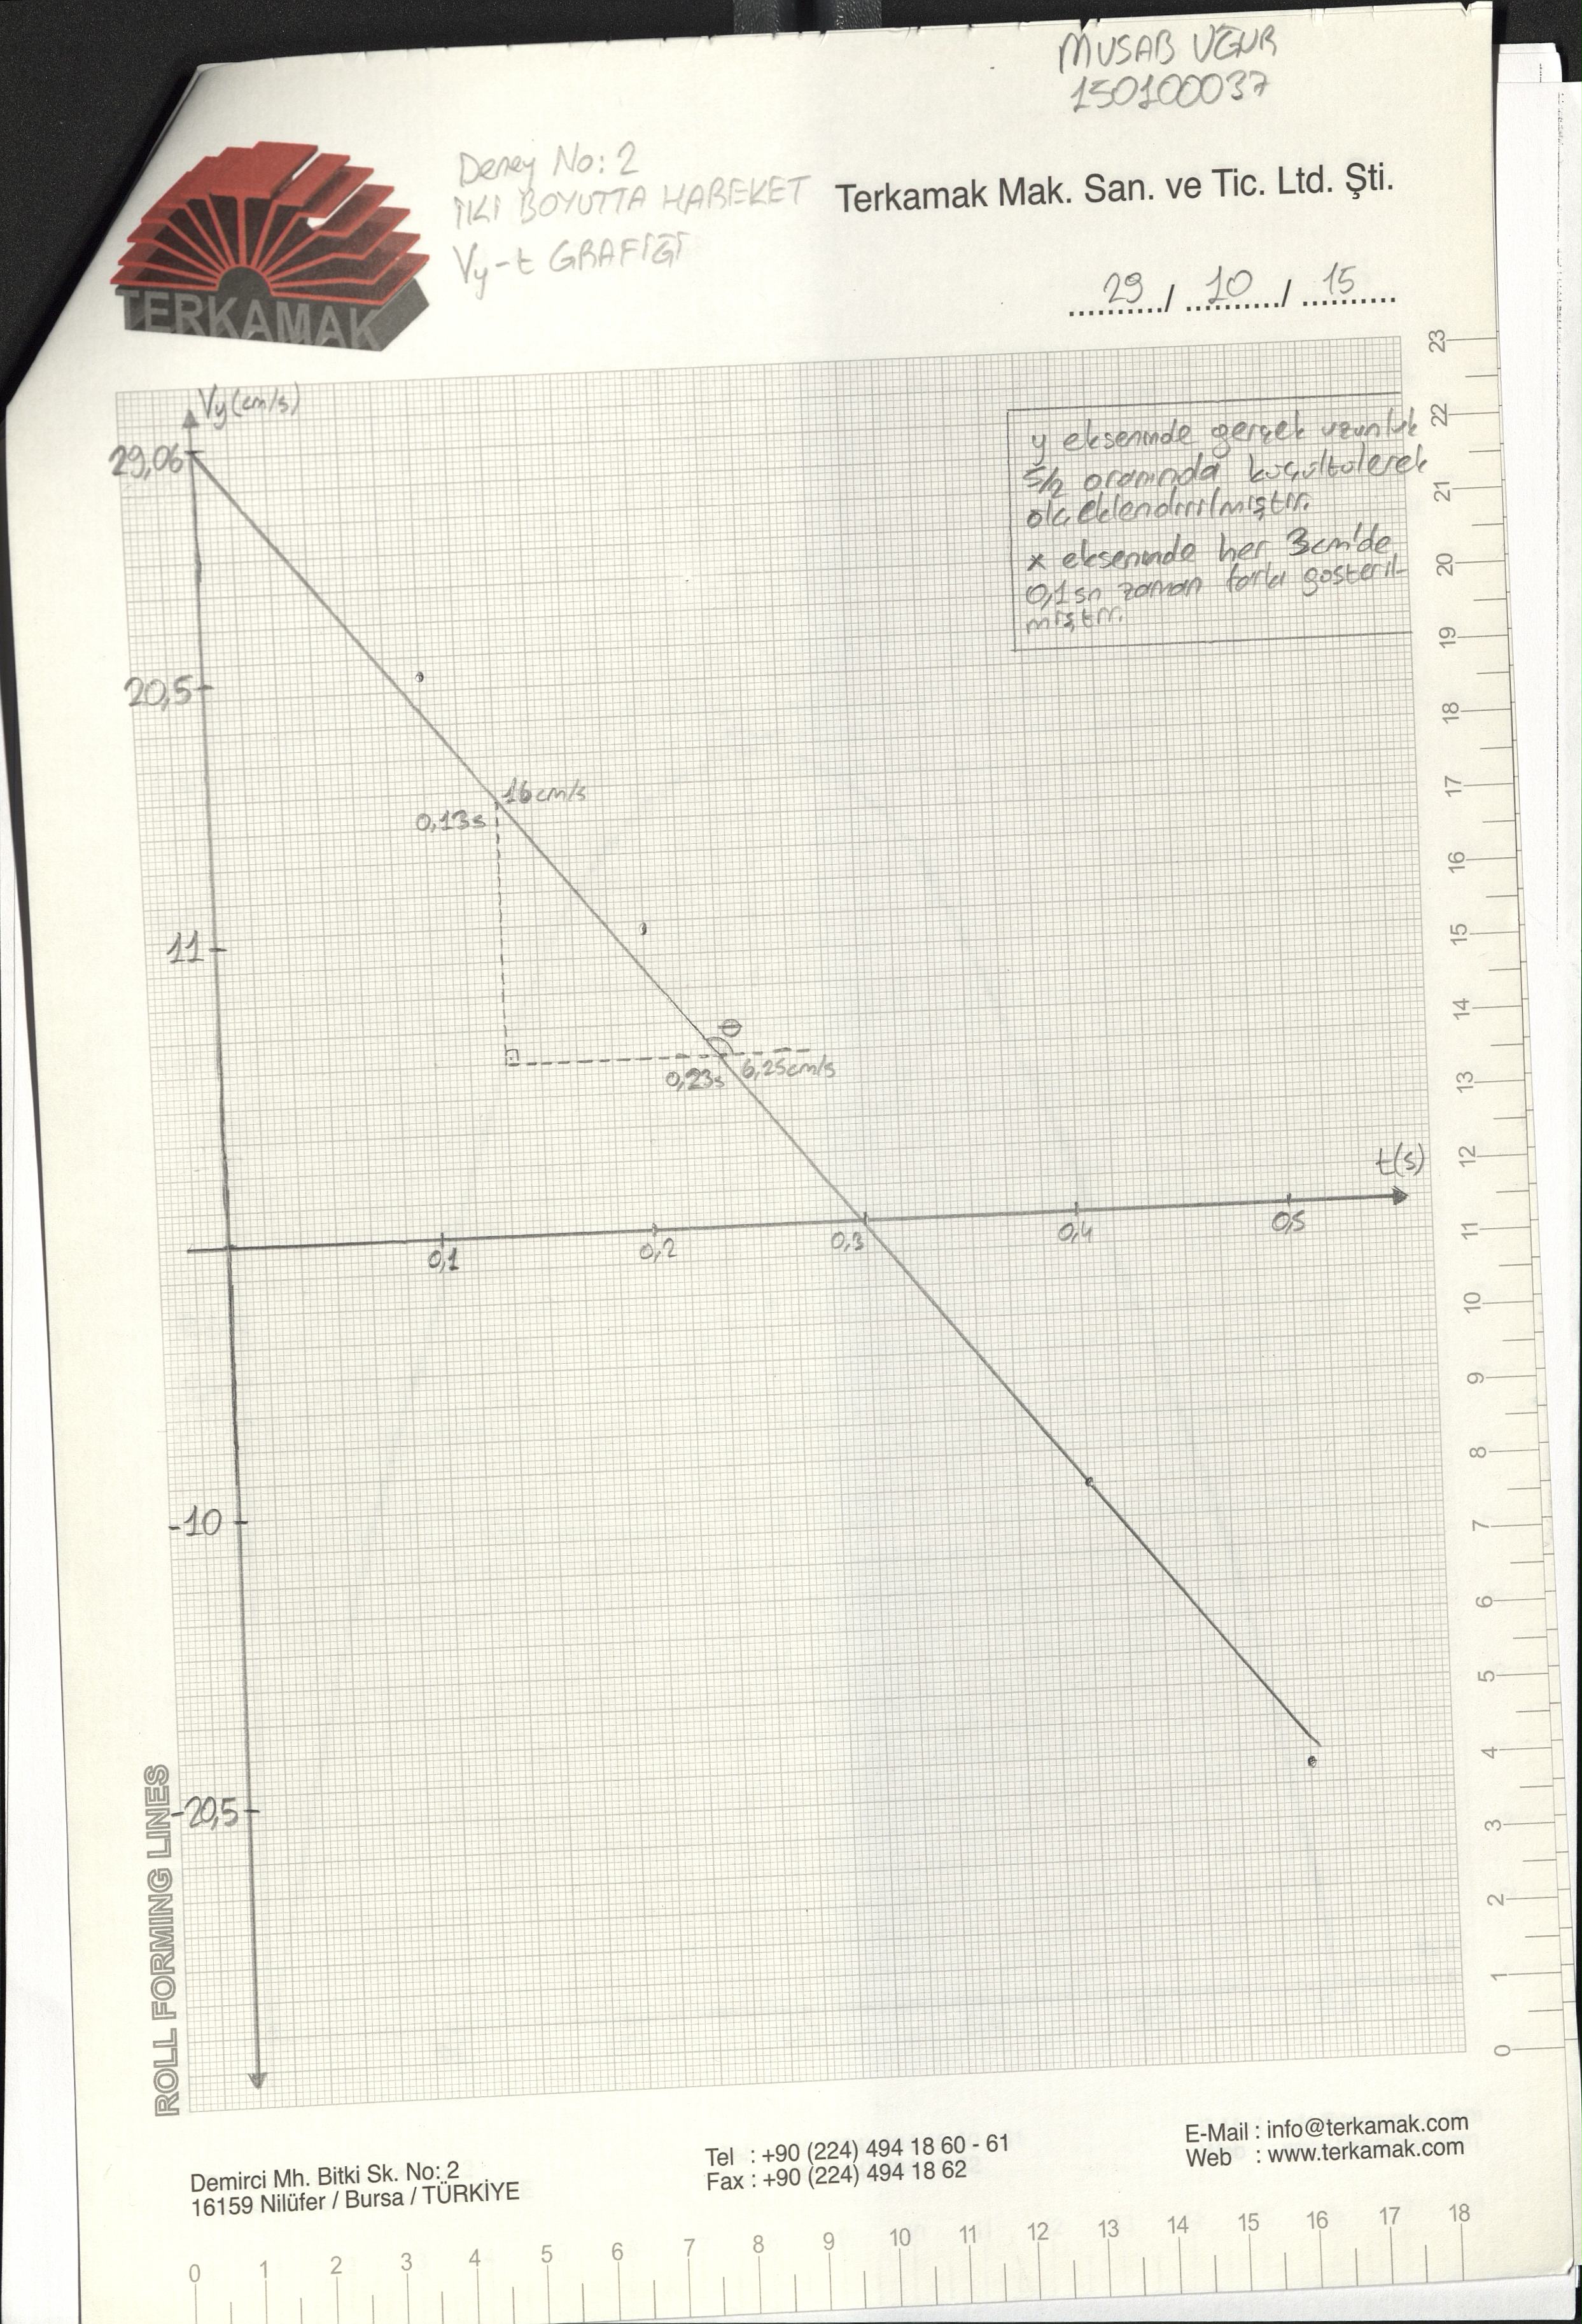 MUSAB UĞUR
150100037
Deney No: 2
İKİ BOYUTTA HAREKET
Vy-t GRAFİĞİ
Terkamak Mak. San. ve Tic. Ltd. Şti.
29 / 10 / 15
TERKAMAK
Vy(cm/s)
29,06
20,5
11
-10
-20,5
y ekseninde gerçek uzunluk
5/2 oranında küçültülerek
ölçeklendirilmiştir.
x ekseninde her 3cm'de
0,1sn zaman farkı gösteril-
miştir.
16cm/s
0,13s
θ
0,23s 6,25cm/s
t(s)
0,1 0,2 0,3 0,4 0,5
23
22
21
20
19
18
17
16
15
14
13
12
11
10
9
8
7
6
5
4
3
2
1
0
ROLL FORMING LINES
Demirci Mh. Bitki Sk. No: 2
16159 Nilüfer / Bursa / TÜRKİYE
Tel : +90 (224) 494 18 60 - 61
Fax : +90 (224) 494 18 62
E-Mail : info@terkamak.com
Web : www.terkamak.com
0 1 2 3 4 5 6 7 8 9 10 11 12 13 14 15 16 17 18